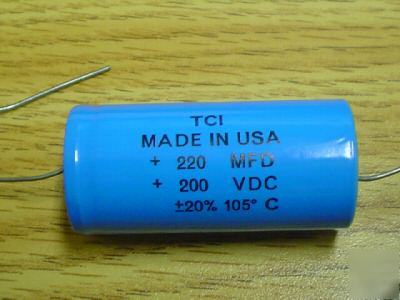 TCI
MADE IN USA
+ 220 MFD
+ 200 VDC
±20% 105° C